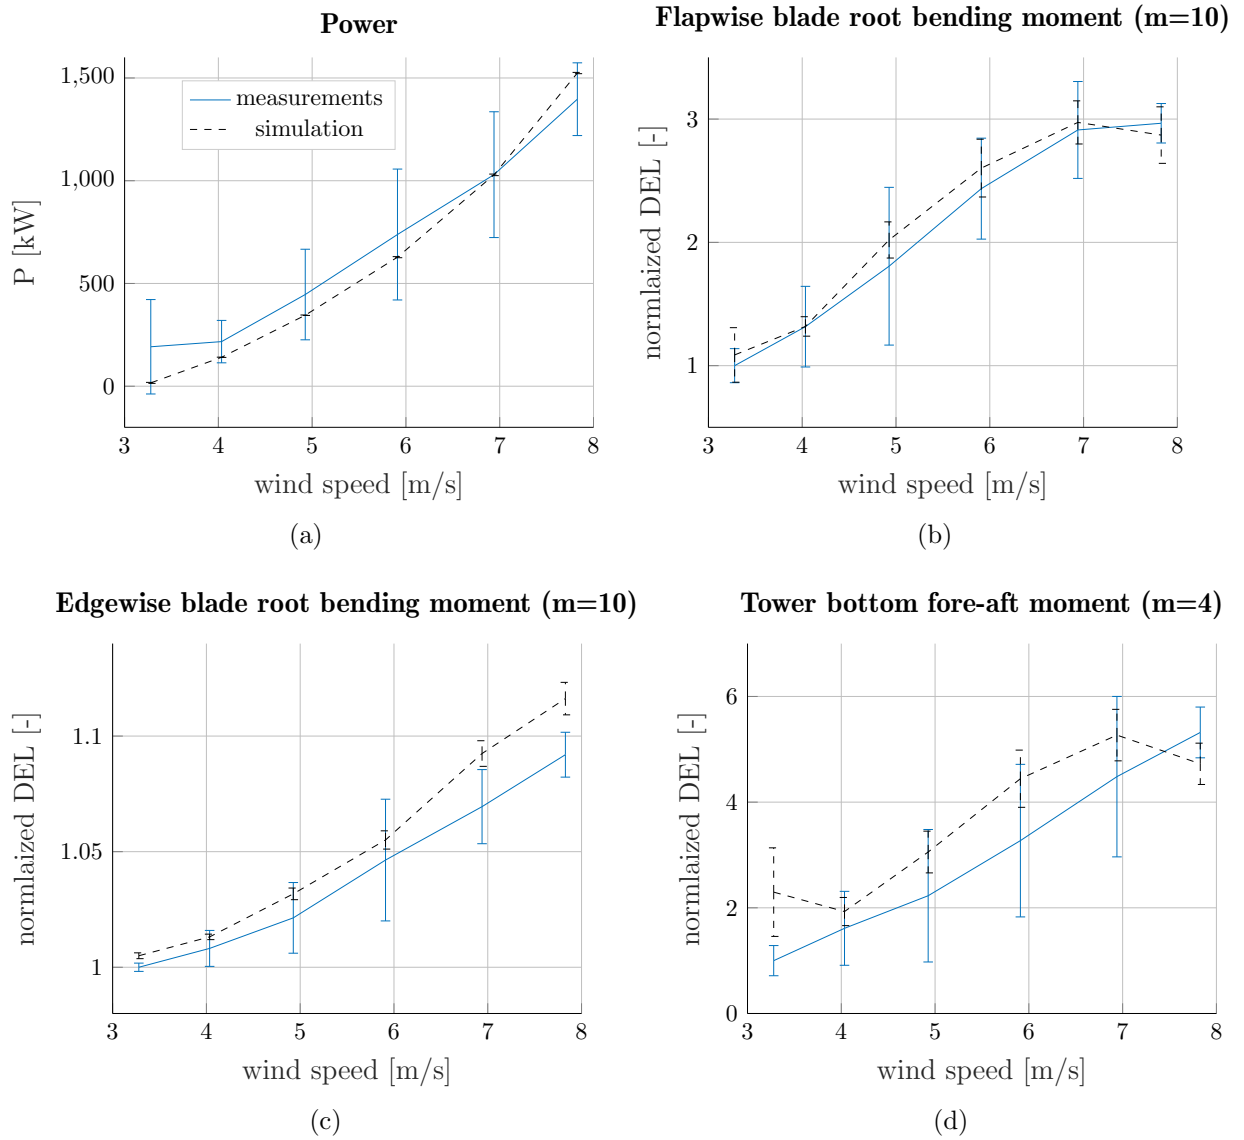 Power
1,500
1,000
500
0
P [kW]
measurements
simulation
3 4 5 6 7 8
wind speed [m/s]
(a)
Flapwise blade root bending moment (m=10)
3
2
1
normlaized DEL [-]
3 4 5 6 7 8
wind speed [m/s]
(b)
Edgewise blade root bending moment (m=10)
1.1
1.05
1
normlaized DEL [-]
3 4 5 6 7 8
wind speed [m/s]
(c)
Tower bottom fore-aft moment (m=4)
6
4
2
0
normlaized DEL [-]
3 4 5 6 7 8
wind speed [m/s]
(d)